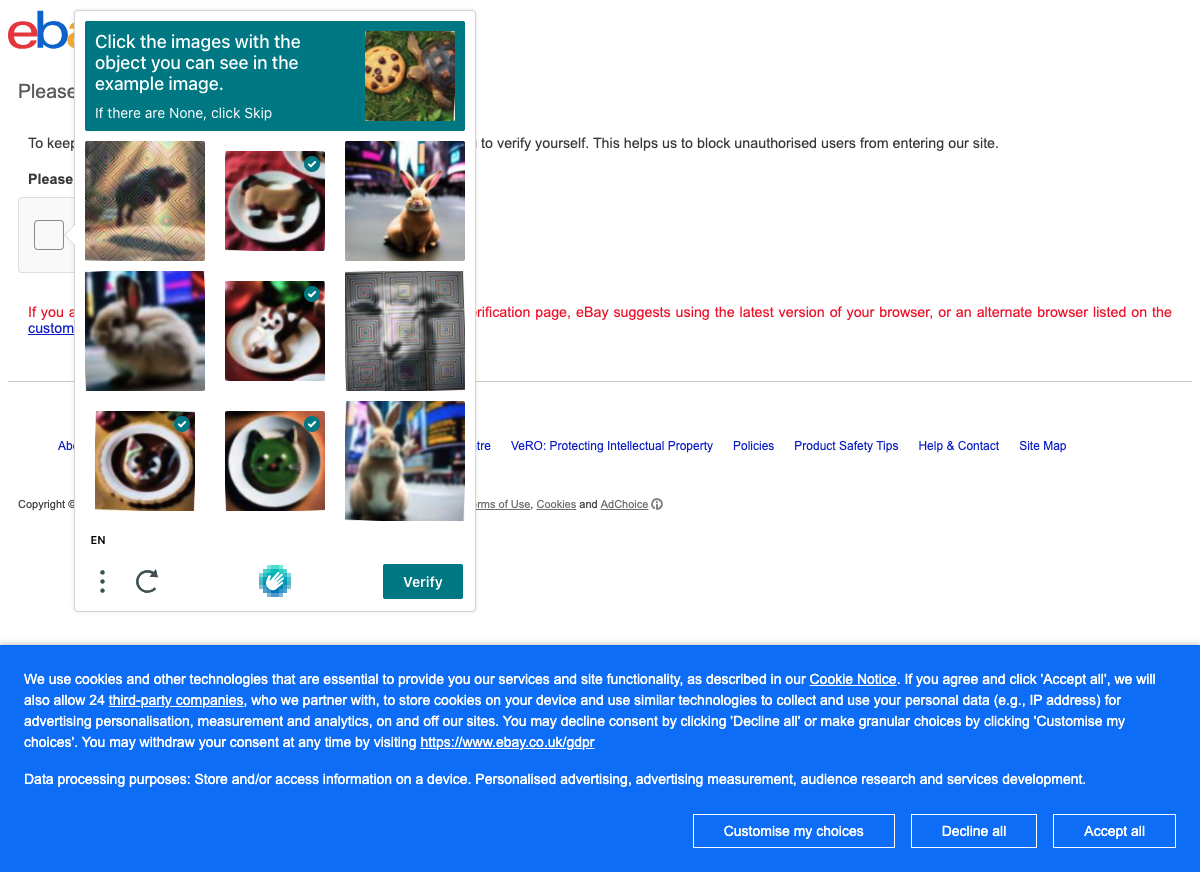 eb
Click the images with the
object you can see in the
example image.
If there are None, click Skip
Please
To keep
to verify yourself. This helps us to block unauthorised users from entering our site.
Please
If you a
rification page, eBay suggests using the latest version of your browser, or an alternate browser listed on the
custom
Abo
tre VeRO: Protecting Intellectual Property Policies Product Safety Tips Help & Contact Site Map
Copyright ©
rms of Use, Cookies and AdChoice
EN
Verify
We use cookies and other technologies that are essential to provide you our services and site functionality, as described in our Cookie Notice. If you agree and click 'Accept all', we will
also allow 24 third-party companies, who we partner with, to store cookies on your device and use similar technologies to collect and use your personal data (e.g., IP address) for
advertising personalisation, measurement and analytics, on and off our sites. You may decline consent by clicking 'Decline all' or make granular choices by clicking 'Customise my
choices'. You may withdraw your consent at any time by visiting https://www.ebay.co.uk/gdpr
Data processing purposes: Store and/or access information on a device. Personalised advertising, advertising measurement, audience research and services development.
Customise my choices Decline all Accept all